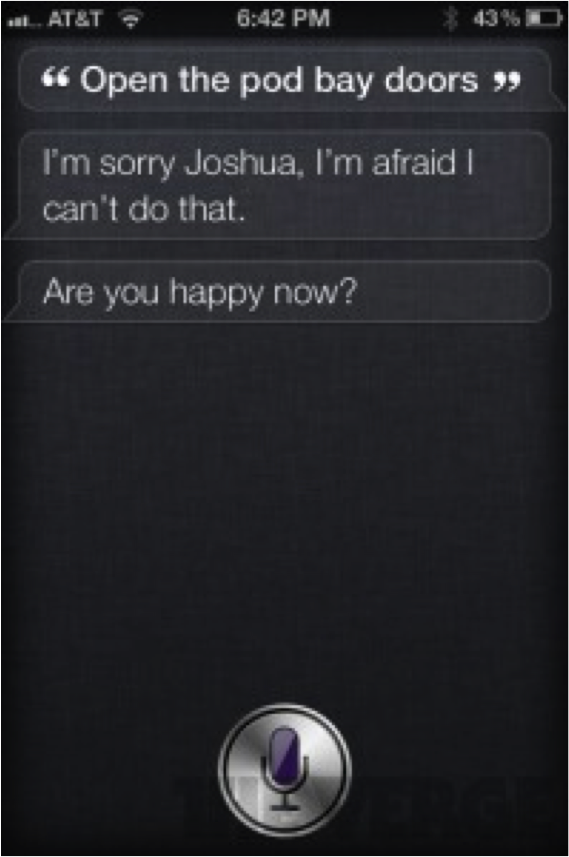 AT&T 6:42 PM 43%
“ Open the pod bay doors ”
I'm sorry Joshua, I'm afraid I
can't do that.
Are you happy now?
THE VERGE